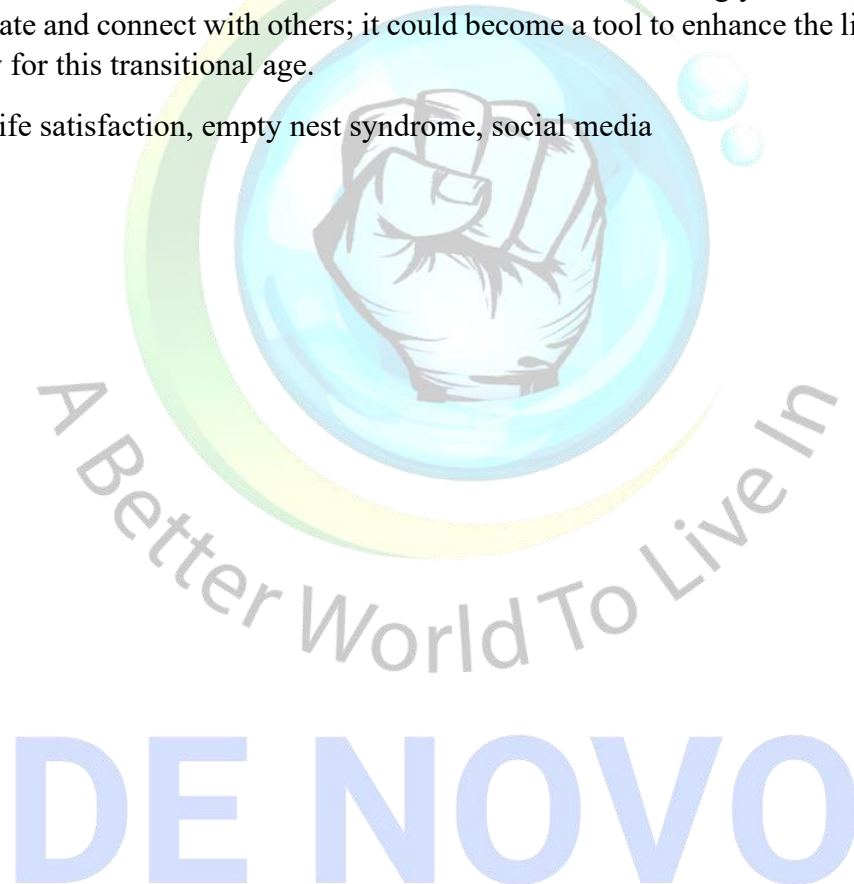 ate and connect with others; it could become a tool to enhance the li
for this transitional age.
ife satisfaction, empty nest syndrome, social media
A Better World To Live In
DE NOVO